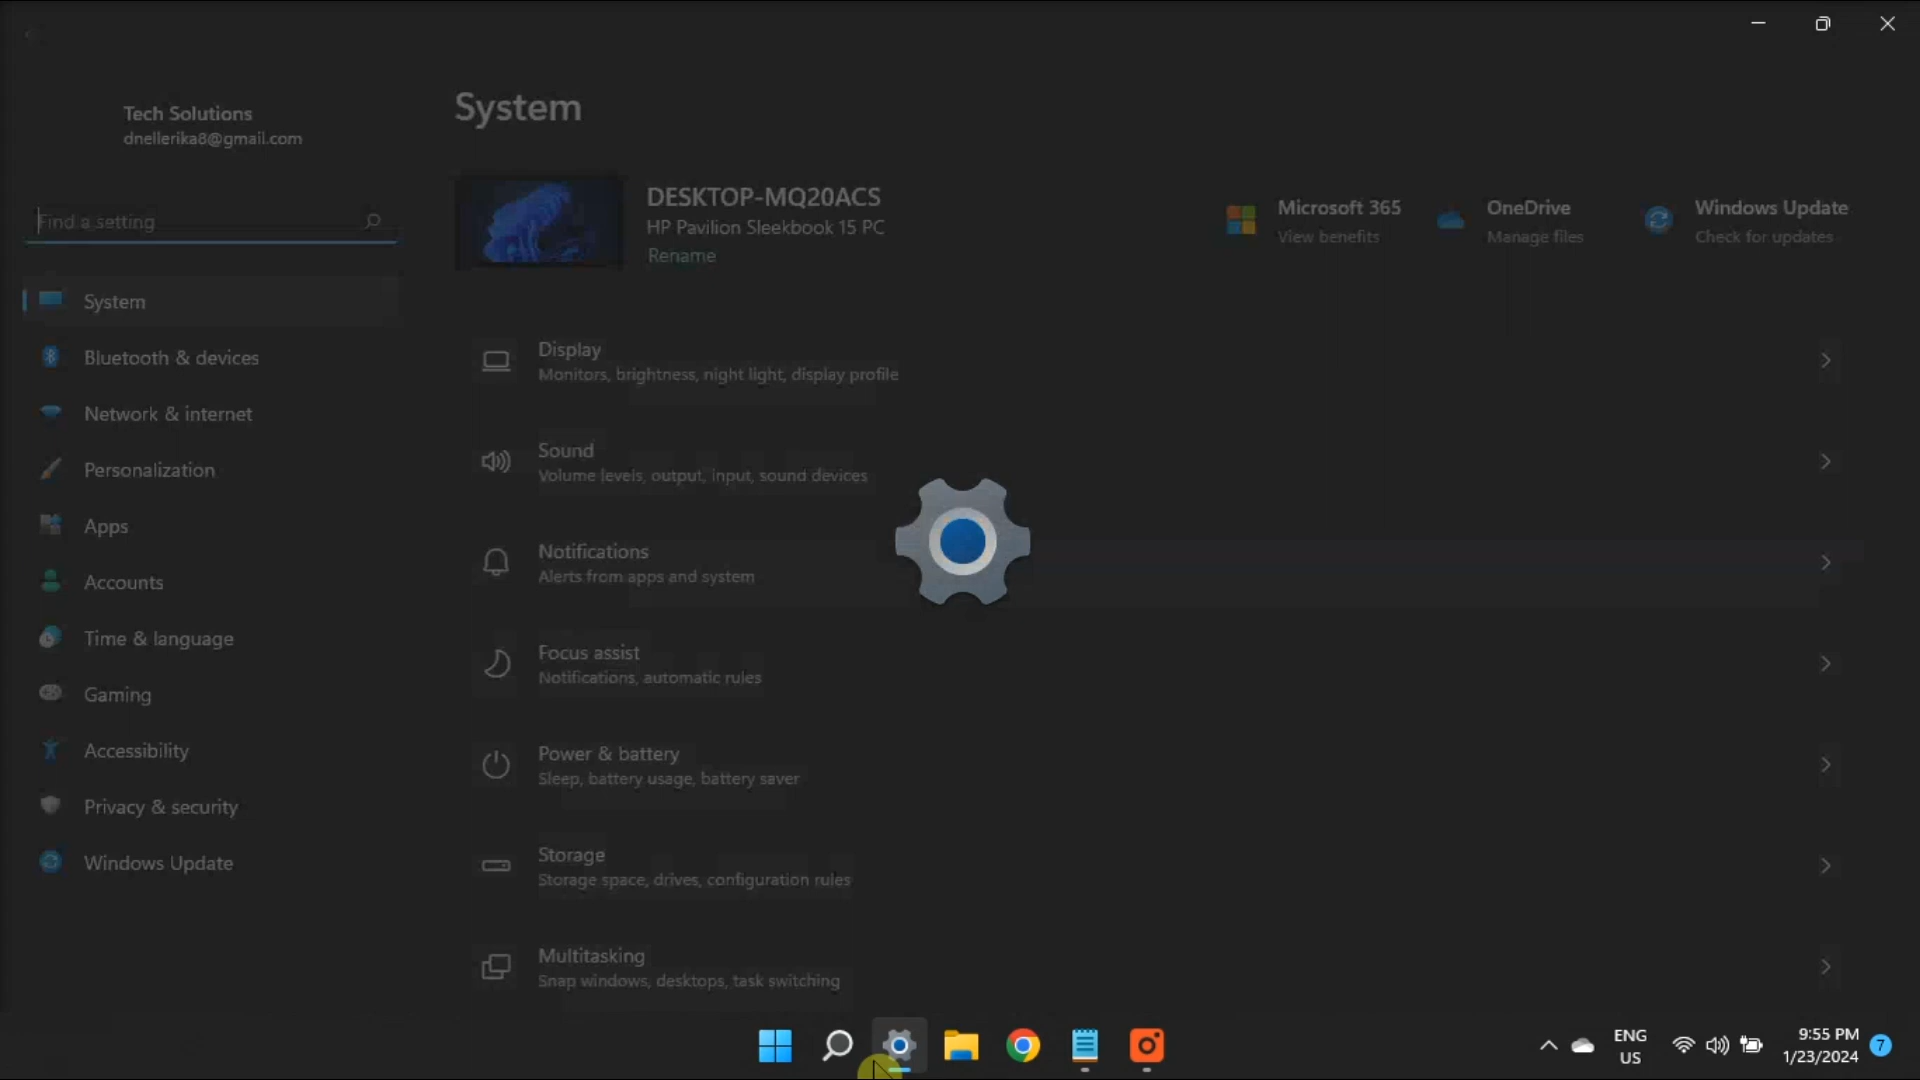 Tech Solutions
dnellerika8@gmail.com
Find a setting
System
Bluetooth & devices
Network & internet
Personalization
Apps
Accounts
Time & language
Gaming
Accessibility
Privacy & security
Windows Update
System
DESKTOP-MQ20ACS
HP Pavilion Sleekbook 15 PC
Rename
Microsoft 365
View benefits
OneDrive
Manage files
Windows Update
Check for updates
Display
Monitors, brightness, night light, display profile
Sound
Volume levels, output, input, sound devices
Notifications
Alerts from apps and system
Focus assist
Notifications, automatic rules
Power & battery
Sleep, battery usage, battery saver
Storage
Storage space, drives, configuration rules
Multitasking
Snap windows, desktops, task switching
ENG
US
9:55 PM
1/23/2024
7